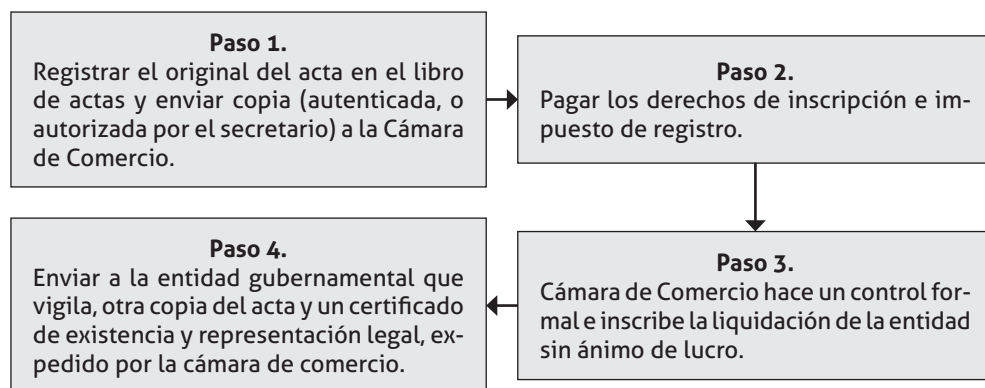 Paso 1.
Registrar el original del acta en el libro
de actas y enviar copia (autenticada, o
autorizada por el secretario) a la Cámara
de Comercio.
Paso 2.
Pagar los derechos de inscripción e im-
puesto de registro.
Paso 3.
Cámara de Comercio hace un control for-
mal e inscribe la liquidación de la entidad
sin ánimo de lucro.
Paso 4.
Enviar a la entidad gubernamental que
vigila, otra copia del acta y un certificado
de existencia y representación legal, ex-
pedido por la cámara de comercio.